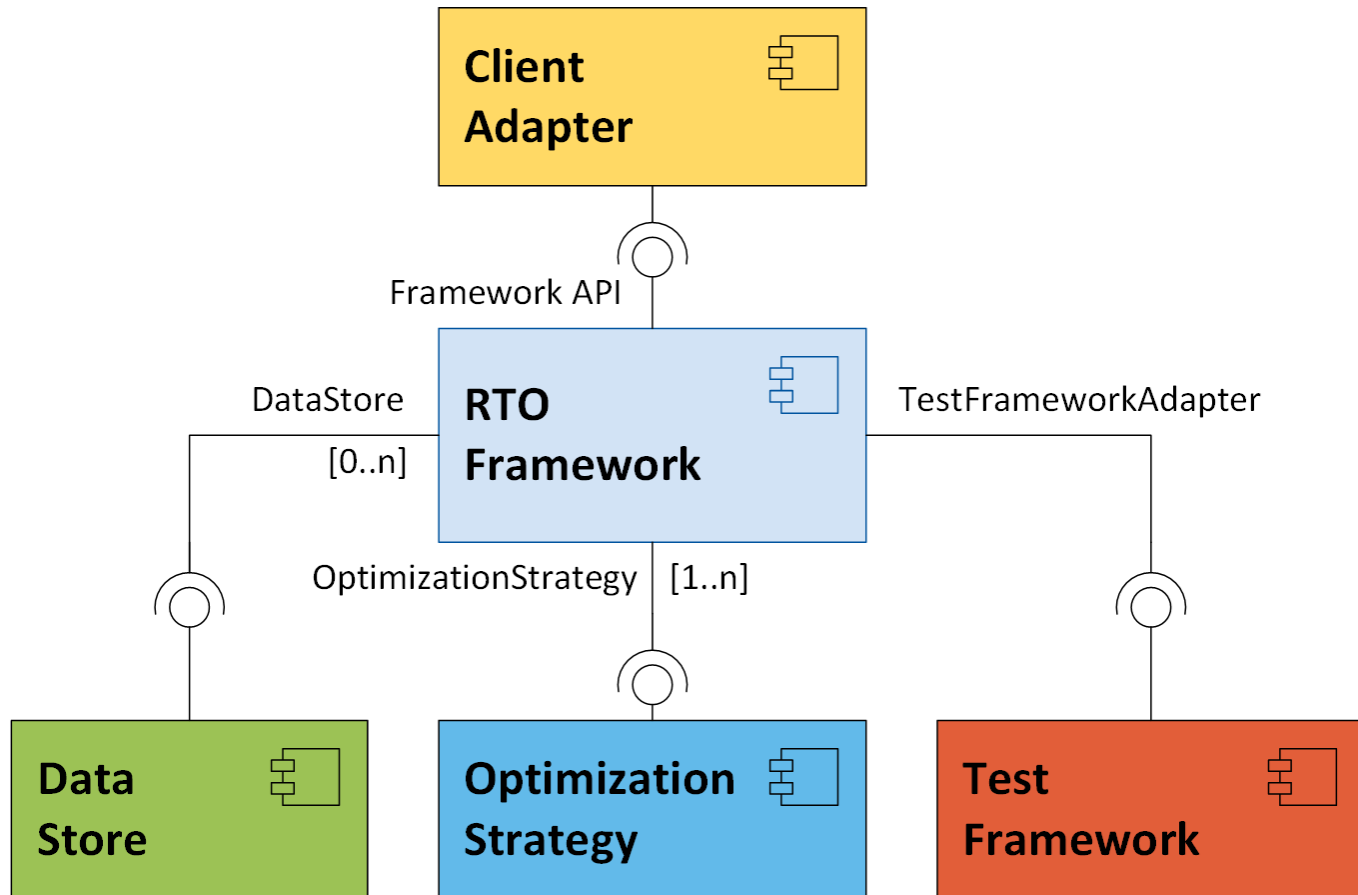 Client
Adapter
Framework API
DataStore
[0..n]
RTO
Framework
TestFrameworkAdapter
OptimizationStrategy
[1..n]
Data
Store
Optimization
Strategy
Test
Framework